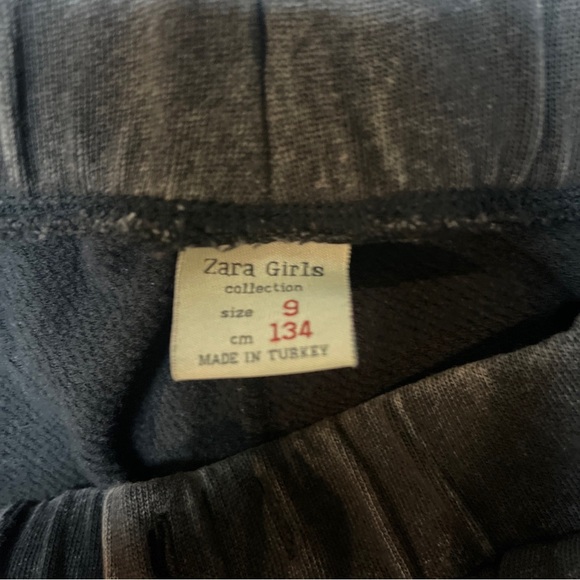 Zara Girls
collection
size 9
cm 134
MADE IN TURKEY